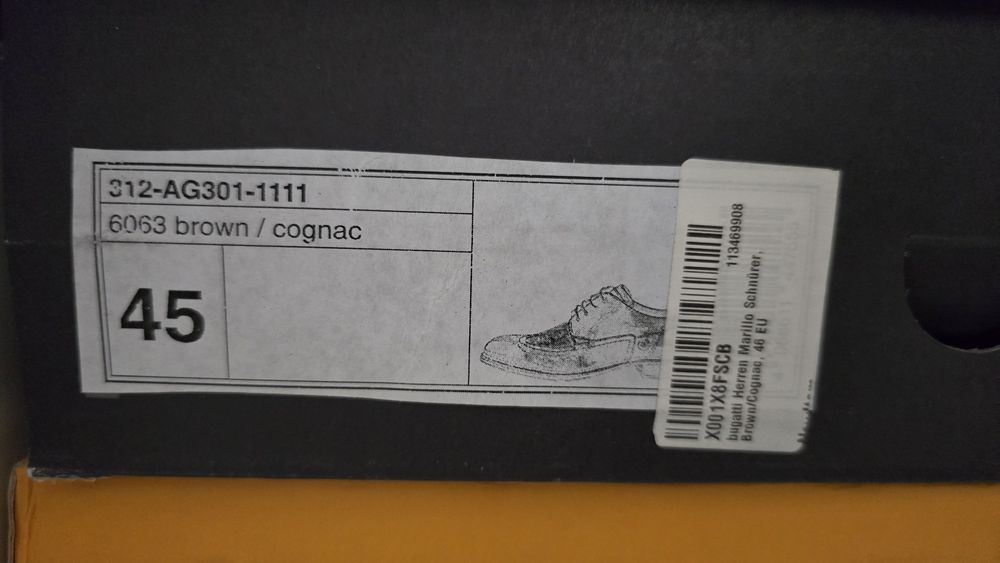 312-AG301-1111
6063 brown / cognac
45
113469908
X001X8FSCB
bugatti Herren Marillo Schnürer,
Brown/Cognac, 46 EU